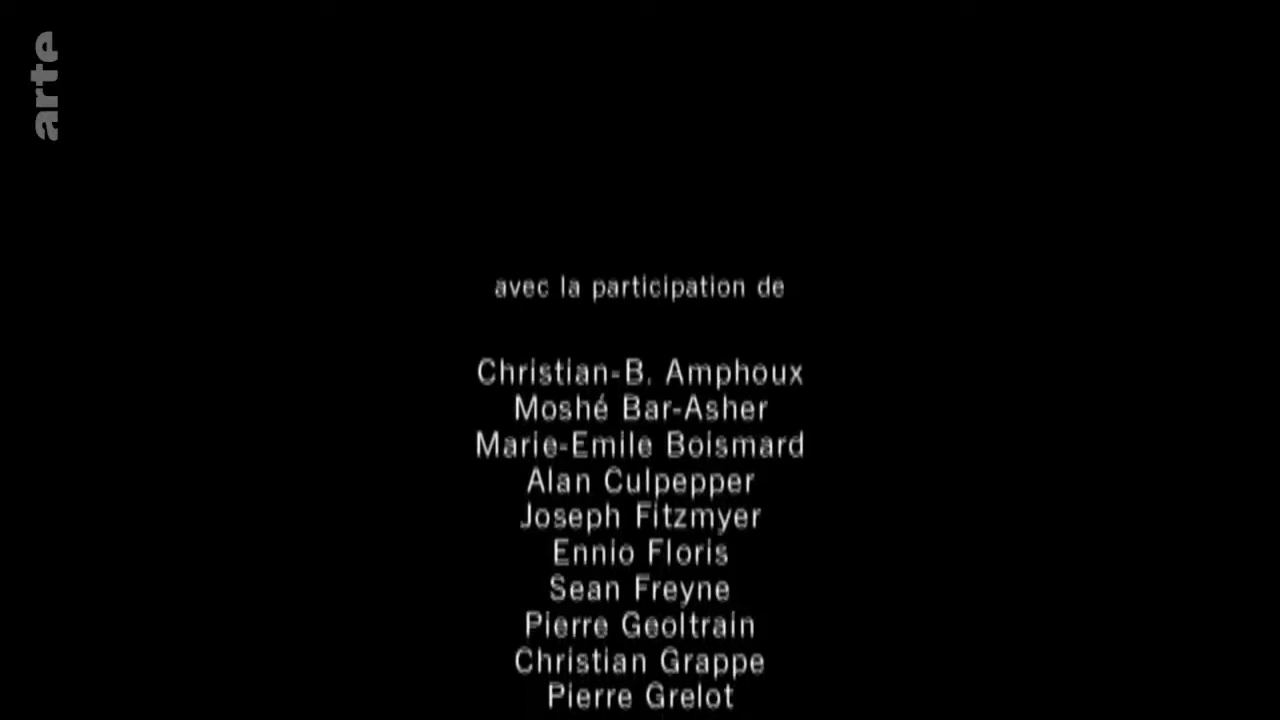 arte
avec la participation de
Christian-B. Amphoux
Moshé Bar-Asher
Marie-Emile Boismard
Alan Culpepper
Joseph Fitzmyer
Ennio Floris
Sean Freyne
Pierre Geoltrain
Christian Grappe
Pierre Grelot